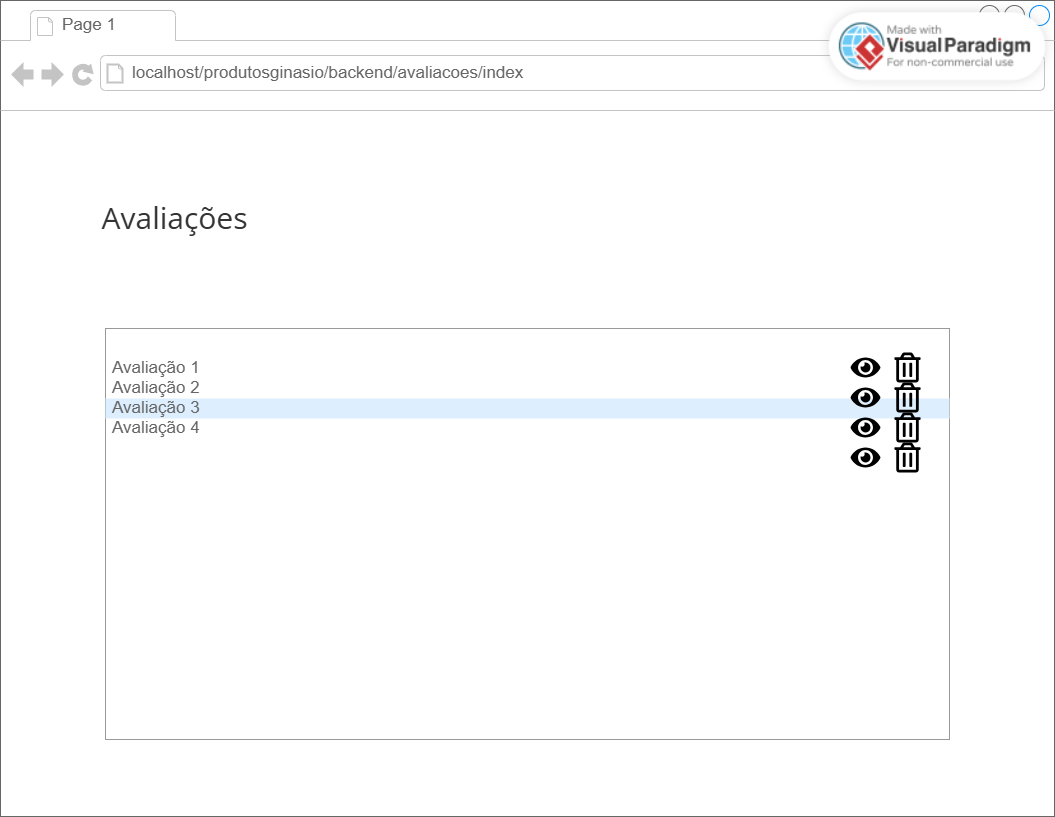 Page 1
Made with
Visual Paradigm
For non-commercial use
localhost/produtosginasio/backend/avaliacoes/index
Avaliações
Avaliação 1
Avaliação 2
Avaliação 3
Avaliação 4